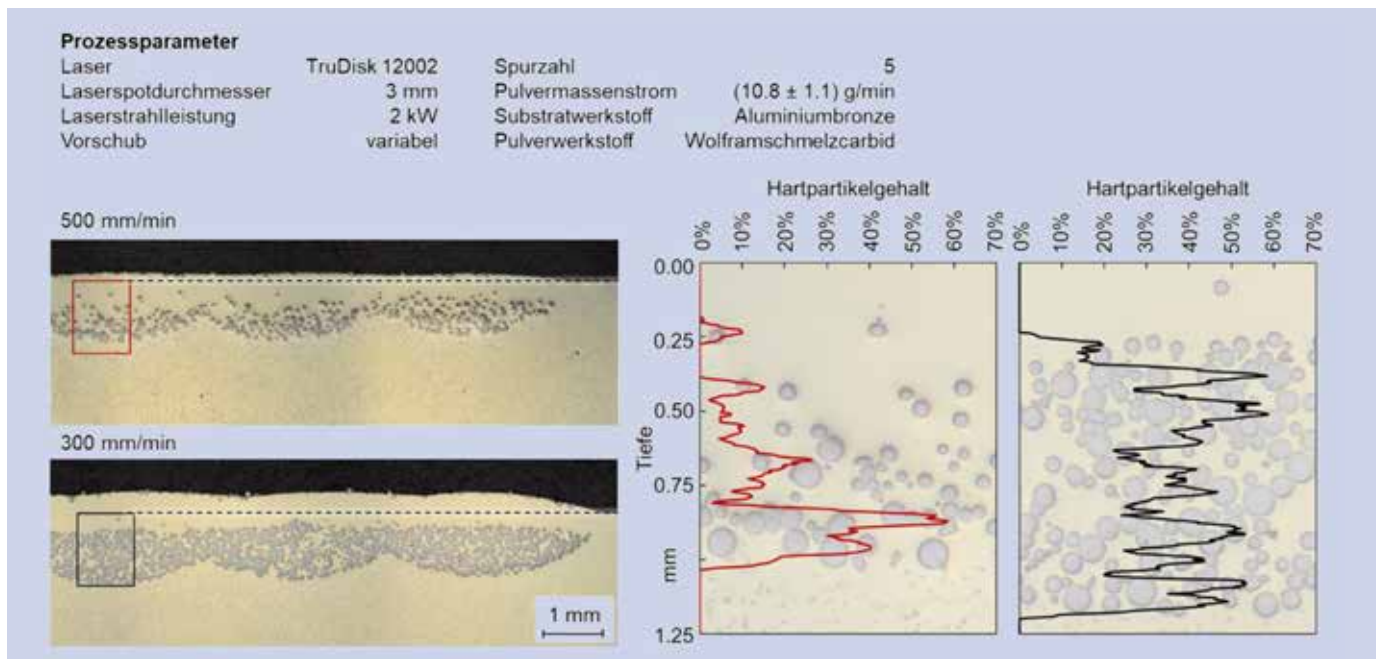 Prozessparameter
Laser TruDisk 12002 Spurzahl 5
Laserspotdurchmesser 3 mm Pulvermassenstrom (10.8 ± 1.1) g/min
Laserstrahlleistung 2 kW Substratwerkstoff Aluminiumbronze
Vorschub variabel Pulverwerkstoff Wolframschmelzcarbid
500 mm/min
300 mm/min
1 mm
Hartpartikelgehalt
0% 10% 20% 30% 40% 50% 60% 70%
Hartpartikelgehalt
0% 10% 20% 30% 40% 50% 60% 70%
0.00
0.25
0.50
0.75
1.25
Tiefe
mm